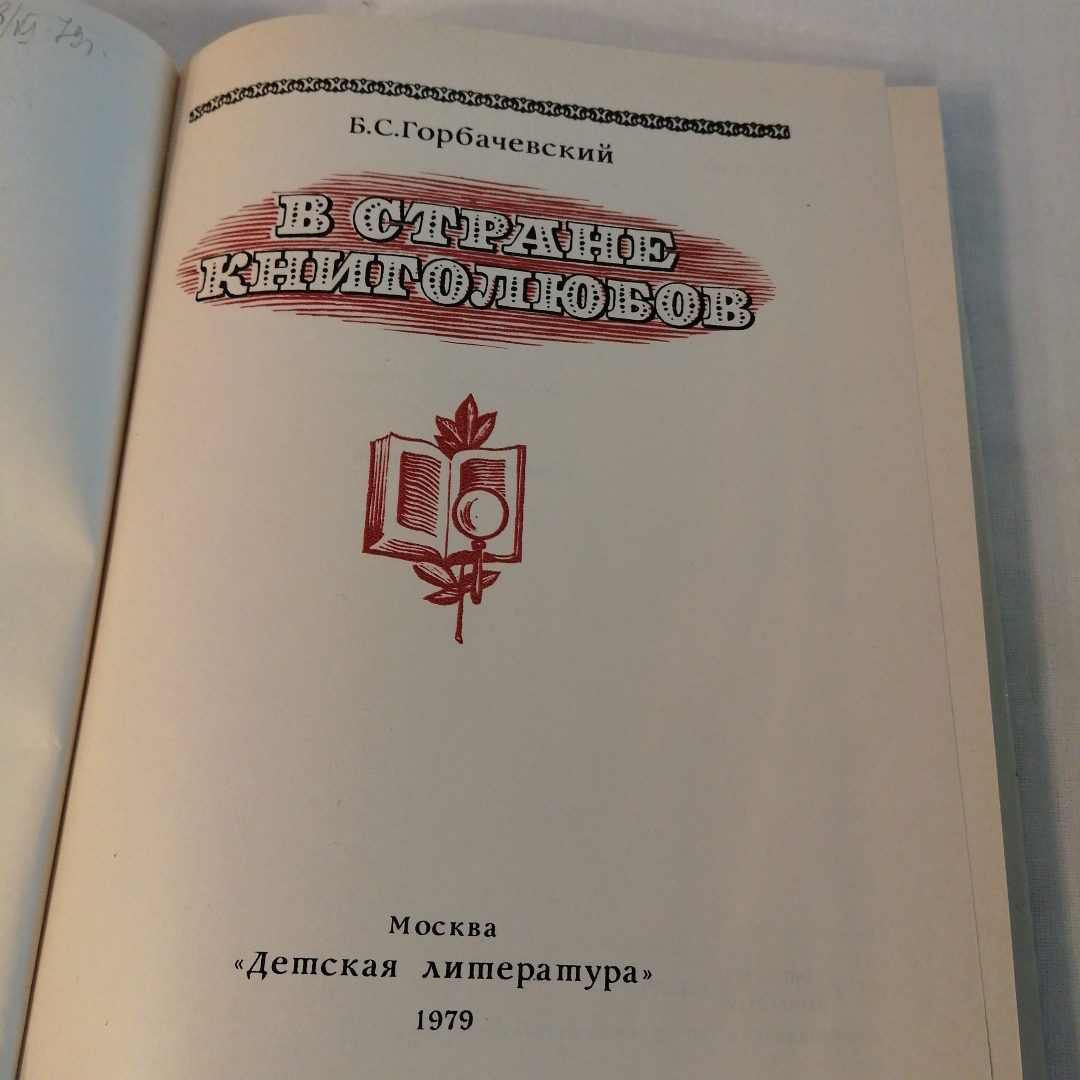 Б.С.Горбачевский
В СТРАНЕ
КНИГОЛЮБОВ
Москва
«Детская литература»
1979